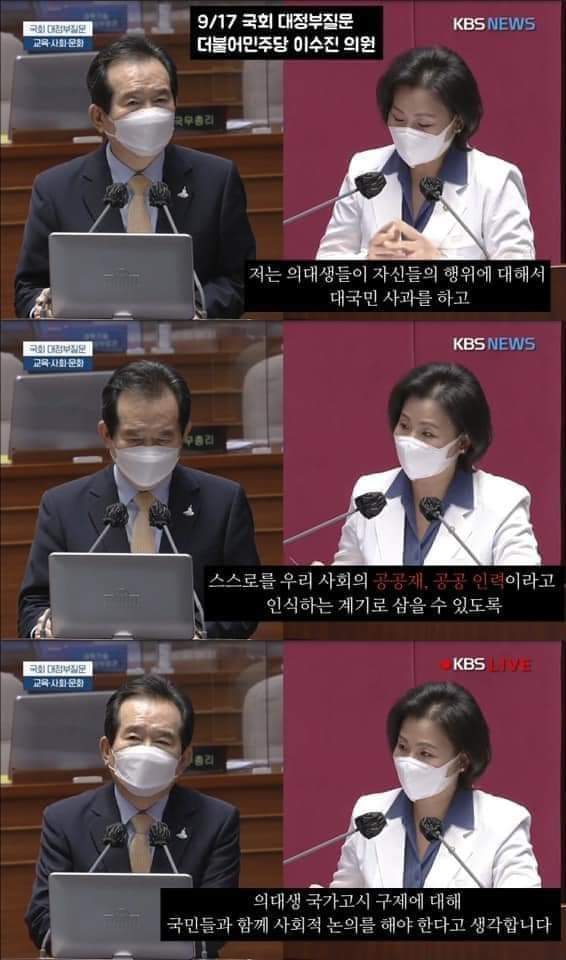 9/17 국회 대정부질문
더불어민주당 이수진 의원
KBS NEWS
국회 대정부질문
교육·사회·문화
국무총리
저는 의대생들이 자신들의 행위에 대해서
대국민 사과를 하고
KBS NEWS
국회 대정부질문
교육·사회·문화
무총리
스스로를 우리 사회의 공공재, 공공 인력이라고
인식하는 계기로 삼을 수 있도록
KBS LIVE
국회 대정부질문
교육·사회·문화
의대생 국가고시 구제에 대해
국민들과 함께 사회적 논의를 해야 한다고 생각합니다